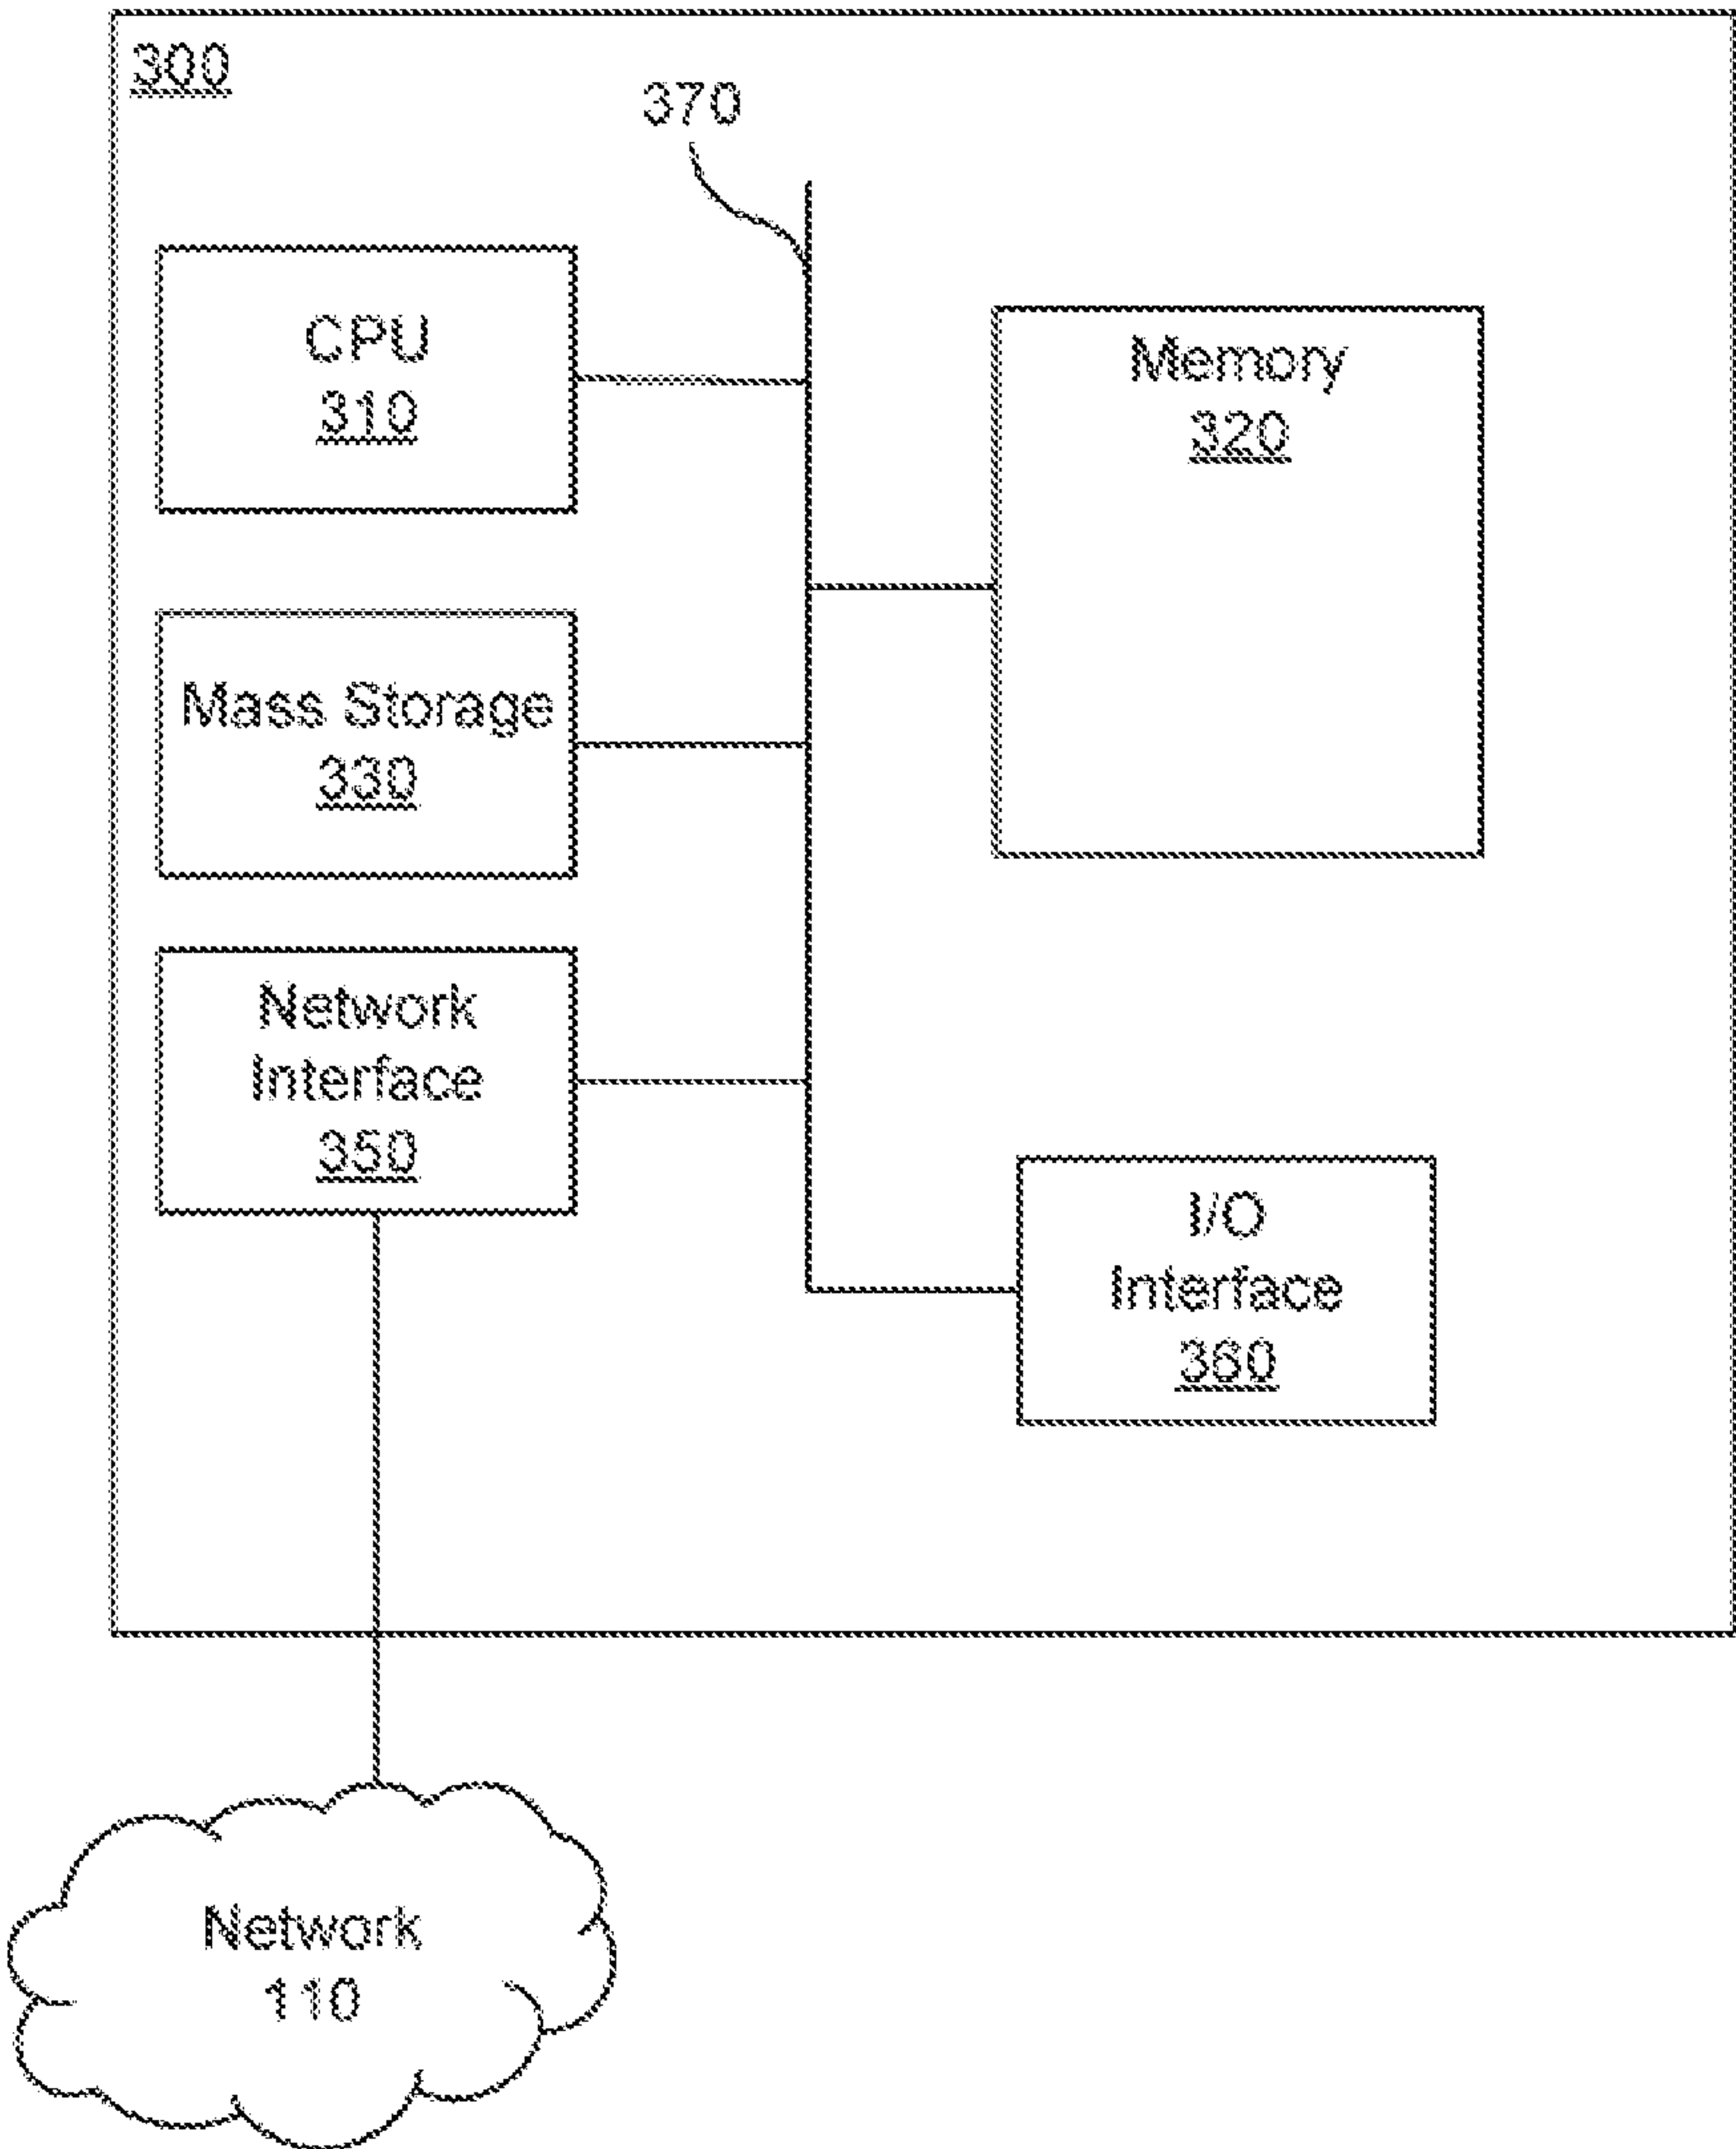 300
370
CPU
310
Memory
320
Mass Storage
330
Network
Interface
350
I/O
Interface
360
Network
110